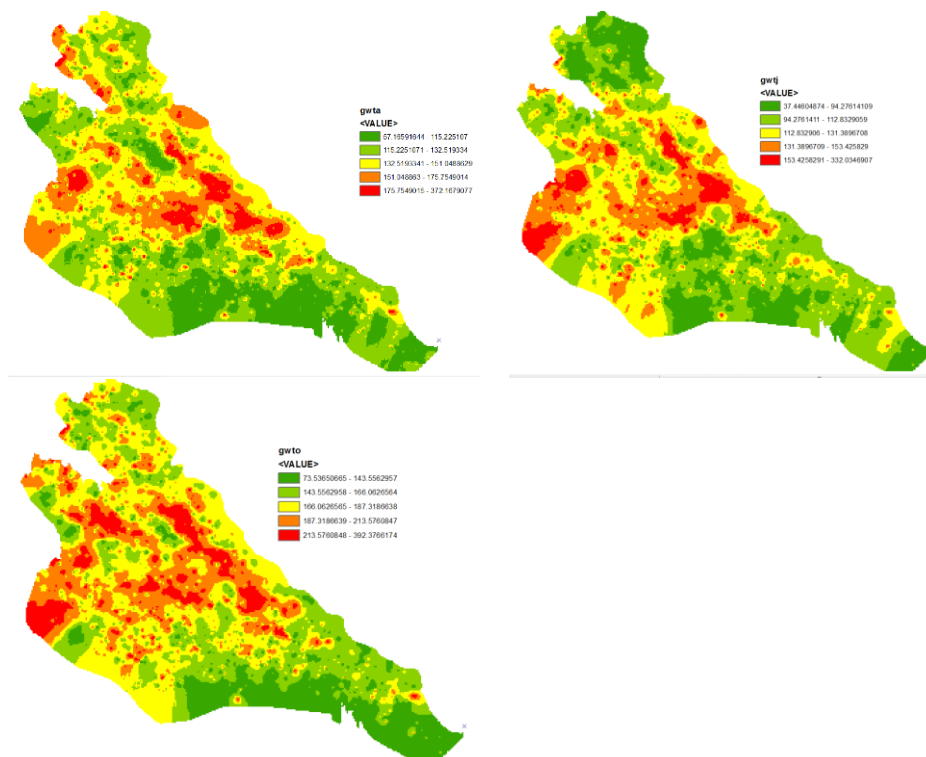 gwta
<VALUE>
67.16591644 - 115.225107
115.2251071 - 132.519334
132.5193341 - 151.0488629
151.048863 - 175.7549014
175.7549015 - 372.1679077
gwtj
<VALUE>
37.44604874 - 94.27614109
94.2761411 - 112.8329059
112.832906 - 131.3896708
131.3896709 - 153.425829
153.4258291 - 332.0346907
gwto
<VALUE>
73.53650665 - 143.5562957
143.5562958 - 166.0626564
166.0626565 - 187.3186638
187.3186639 - 213.5760847
213.5760848 - 392.3766174